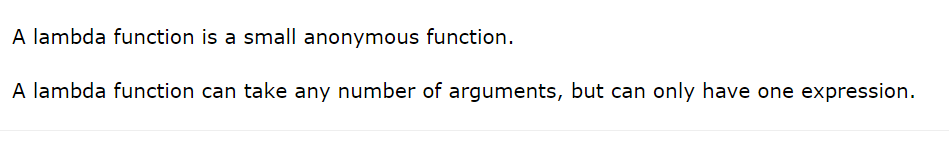 A lambda function is a small anonymous function.
A lambda function can take any number of arguments, but can only have one expression.